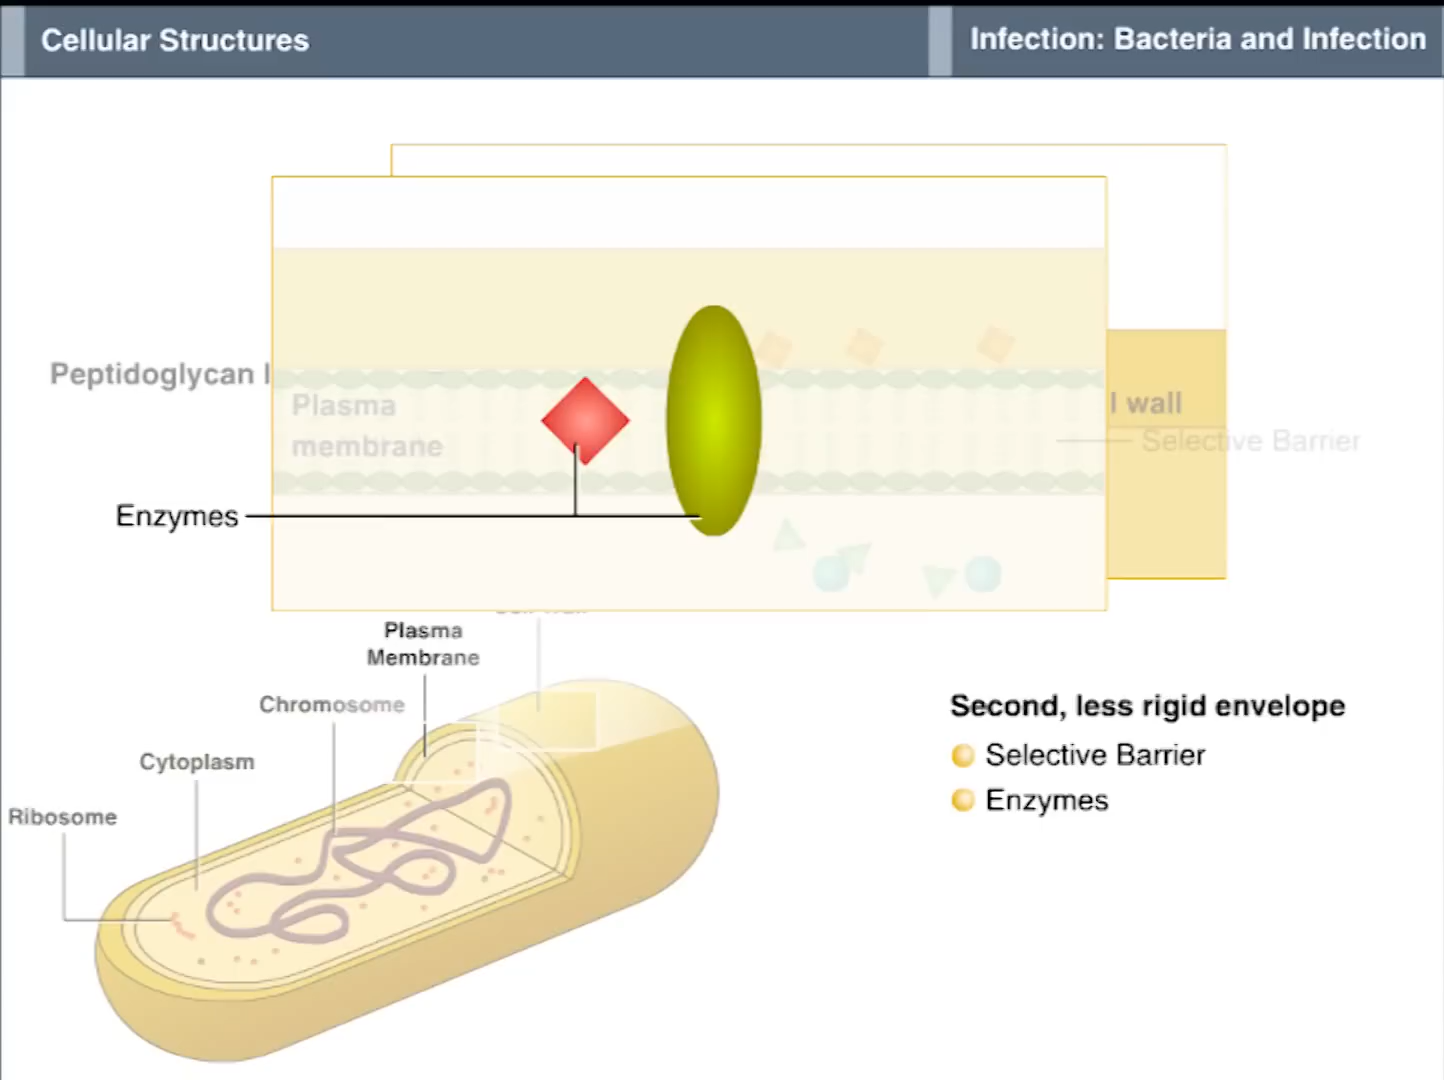 Cellular Structures
Infection: Bacteria and Infection
Peptidoglycan l
Plasma
membrane
l wall
Selective Barrier
Enzymes
Plasma
Membrane
Chromosome
Cytoplasm
Ribosome
Second, less rigid envelope
Selective Barrier
Enzymes